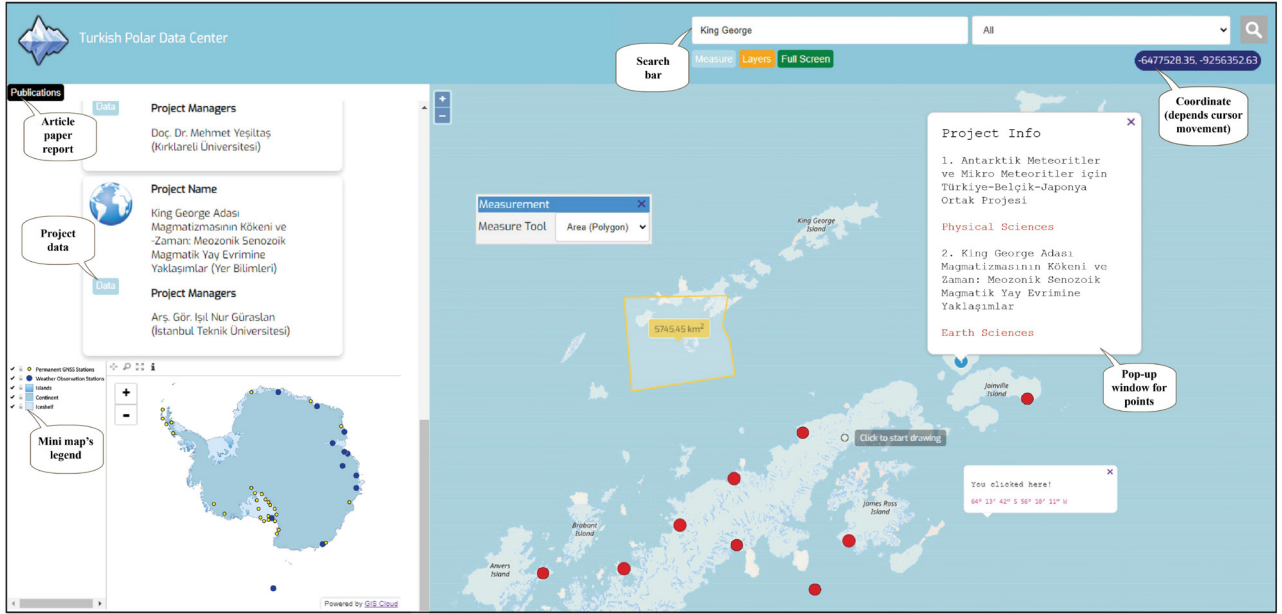 Turkish Polar Data Center
King George
All
Search
bar
Measure
Layers
Full Screen
-6477528.35, -9256352.63
Coordinate
(depends cursor
movement)
Publications
Article
paper
report
Data
Project Managers
Doç. Dr. Mehmet Yeşiltaş
(Kırklareli Üniversitesi)
Project Name
King George Adası
Magmatizmasının Kökeni ve
-Zaman: Meozonik Senozoik
Magmatik Yay Evrimine
Yaklaşımlar (Yer Bilimleri)
Project
data
Data
Project Managers
Arş. Gör. Işıl Nur Güraslan
(İstanbul Teknik Üniversitesi)
+
−
Measurement
X
Measure Tool
Area (Polygon)
King George
Island
5745.45 km²
Project Info
×
1. Antarktik Meteoritler
ve Mikro Meteoritler için
Türkiye-Belçik-Japonya
Ortak Projesi
Physical Sciences
2. King George Adası
Magmatizmasının Kökeni ve
Zaman: Meozonik Senozoik
Magmatik Yay Evrimine
Yaklaşımlar
Earth Sciences
Pop-up
window for
points
Joinville
Island
Click to start drawing
You clicked here!
×
64° 13' 42" S 56° 20' 51" W
James Ross
Island
Brabant
Island
Anvers
Island
Permanent GNSS Stations
Weather Observation Stations
Islands
Continent
Iceshelf
Mini map's
legend
+
-
Powered by GIS Cloud